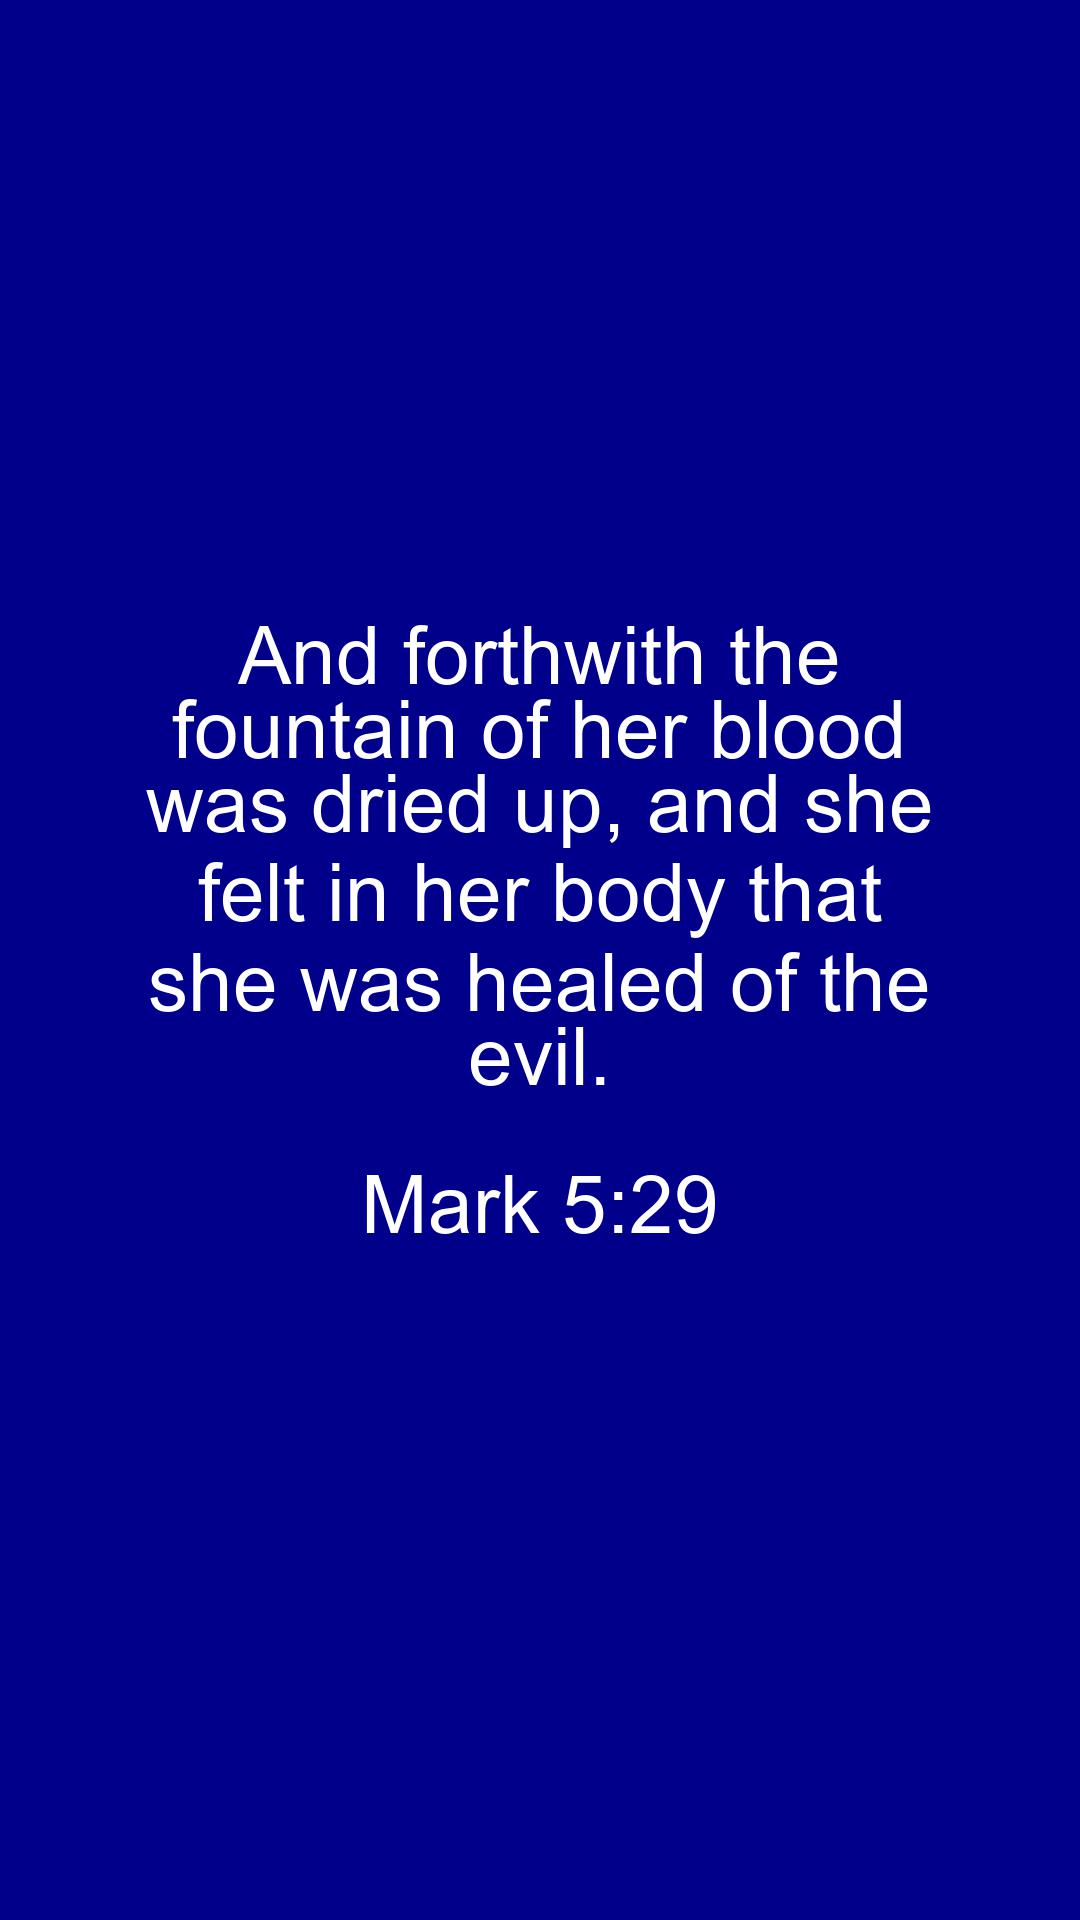 And forthwith the
fountain of her blood
was dried up, and she
felt in her body that
she was healed of the
evil.
Mark 5:29